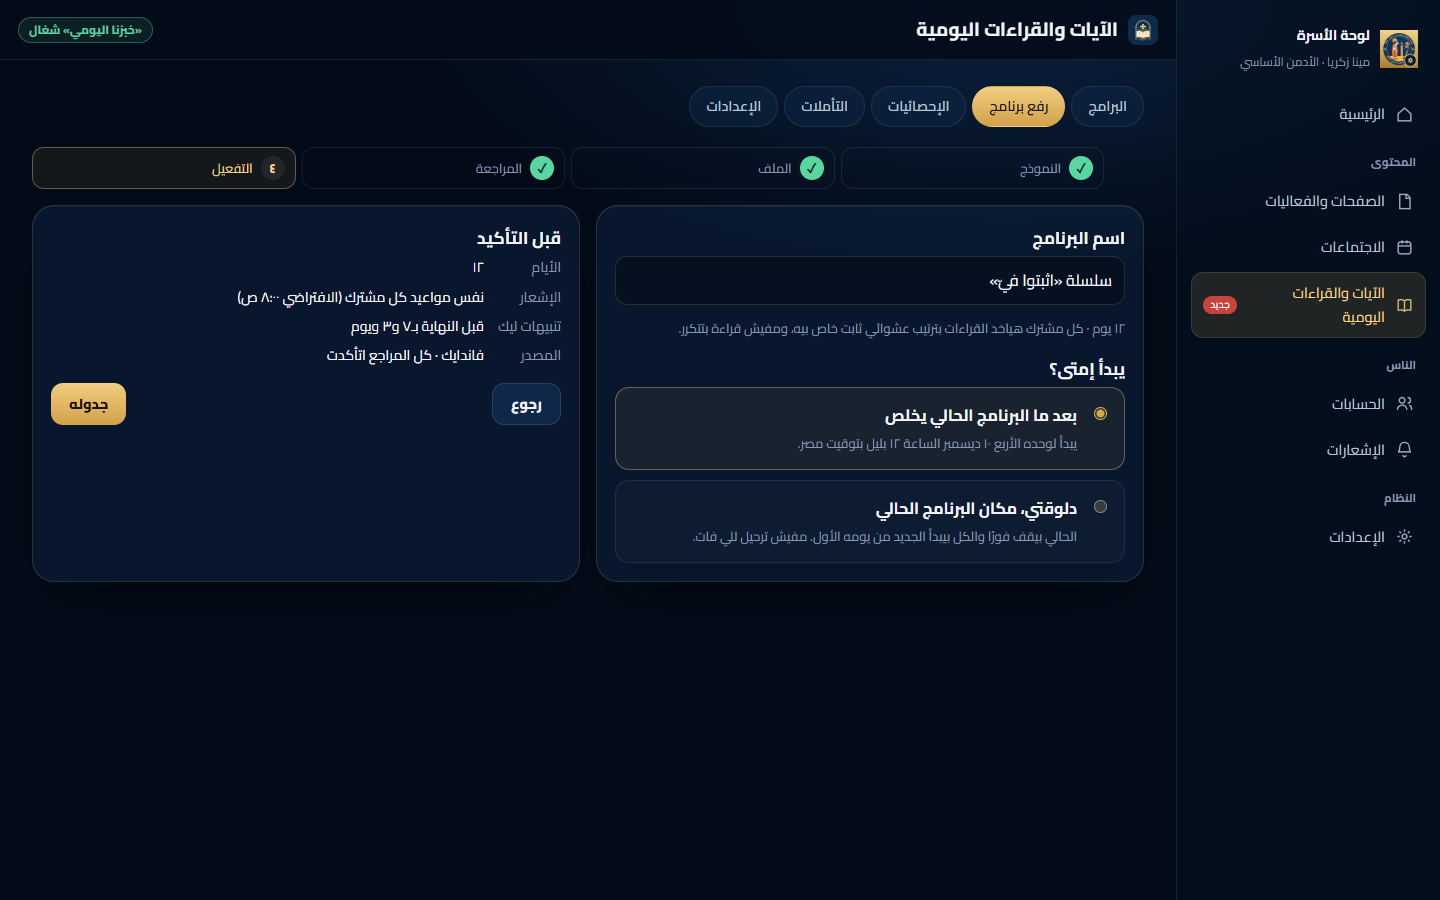 لوحة الأسرة
مينا زكريا · الأدمن الأساسي
الرئيسية
المحتوى
الصفحات والفعاليات
الاجتماعات
الآيات والقراءات
اليومية
جديد
الناس
الحسابات
الإشعارات
النظام
الإعدادات
الآيات والقراءات اليومية
«خبزنا اليومي» شغال
البرامج
رفع برنامج
الإحصائيات
التأملات
الإعدادات
✓ النموذج
✓ الملف
✓ المراجعة
٤ التفعيل
اسم البرنامج
سلسلة «اثبتوا فيّ»
١٢ يوم · كل مشترك هياخد القراءات بترتيب عشوائي ثابت خاص بيه، ومفيش قراءة بتتكرر.
يبدأ إمتى؟
بعد ما البرنامج الحالي يخلص
يبدأ لوحده الأربع ١٠ ديسمبر الساعة ١٢ بليل بتوقيت مصر.
دلوقتي، مكان البرنامج الحالي
الحالي بيقف فورًا والكل بيبدأ الجديد من يومه الأول. مفيش ترحيل للي فات.
قبل التأكيد
الأيام ١٢
الإشعار نفس مواعيد كل مشترك (الافتراضي ٨:٠٠ ص)
تنبيهات ليك قبل النهاية بـ٧ و٣ ويوم
المصدر فاندايك · كل المراجع اتأكدت
رجوع
جدوله